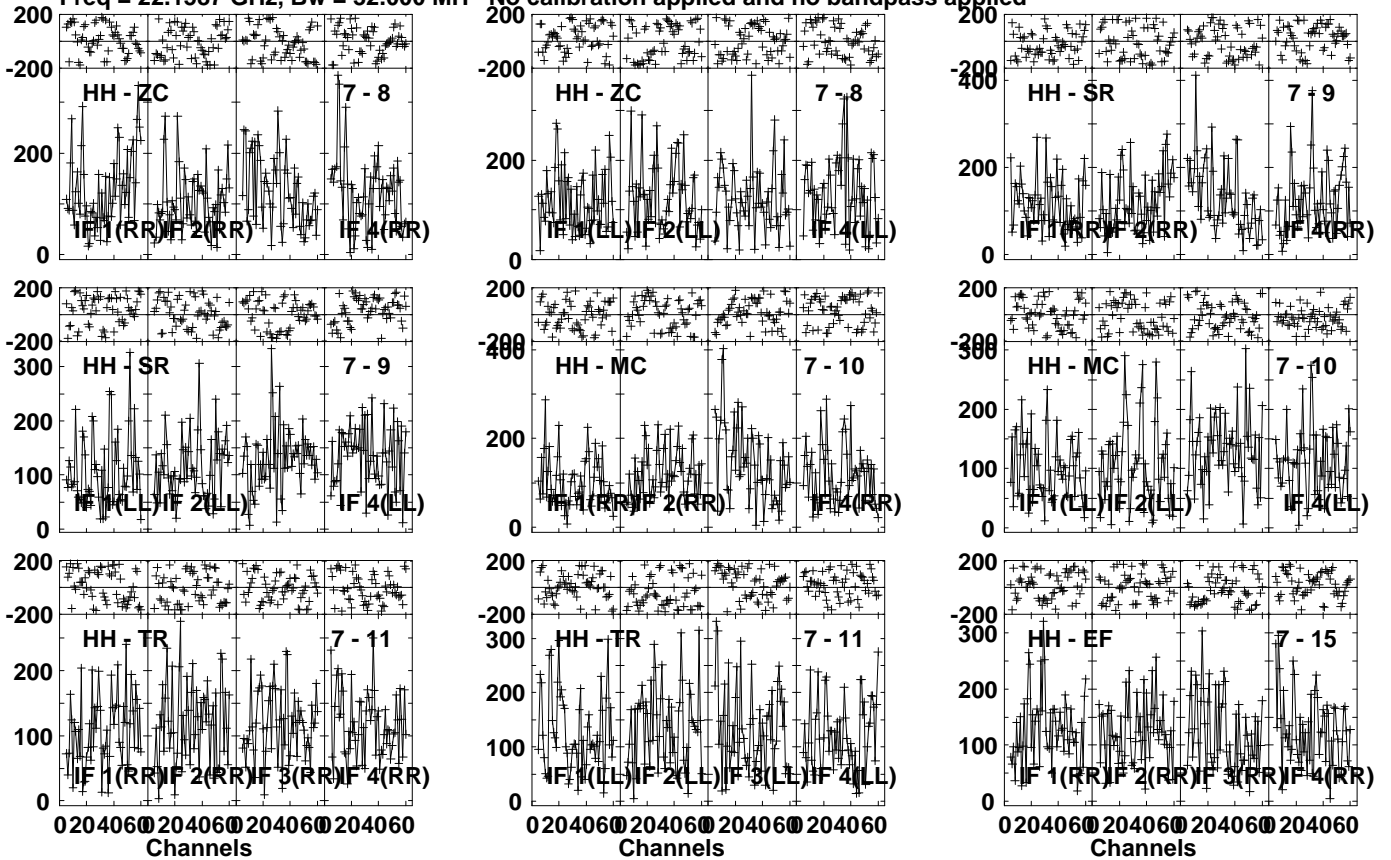 Freq = 22.1587 GHz, Bw = 32.000 MH No calibration applied and no bandpass applied
200 200 200
-200 -200
HH - ZC 7 - 8 HH - ZC 7 - 8 400 HH - SR 7 - 9
200 200 200
IF 1(RR) IF 2(RR) IF 4(RR) IF 1(LL) IF 2(LL) IF 4(LL) IF 1(RR) IF 2(RR) IF 4(RR)
0 0 0
200 200 200
-200 -200 -200
300 HH - SR 7 - 9 400 HH - MC 7 - 10 300 HH - MC 7 - 10
200 200 200
100 100
IF 1(LL) IF 2(LL) IF 4(LL) IF 1(RR) IF 2(RR) IF 4(RR) IF 1(LL) IF 2(LL) IF 4(LL)
0 0 0
200 200 200
-200 -200 -200
HH - TR 7 - 11 300 HH - TR 7 - 11 300 HH - EF 7 - 15
200 200 200
100 100 100
IF 1(RR) IF 2(RR) IF 3(RR) IF 4(RR) IF 1(LL) IF 2(LL) IF 3(LL) IF 4(LL) IF 1(RR) IF 2(RR) IF 3(RR) IF 4(RR)
0 0 0
0 20 40 60 0 20 40 60 0 20 40 60 0 20 40 60 0 20 40 60 0 20 40 60 0 20 40 60 0 20 40 60 0 20 40 60 0 20 40 60 0 20 40 60 0 20 40 60
Channels Channels Channels